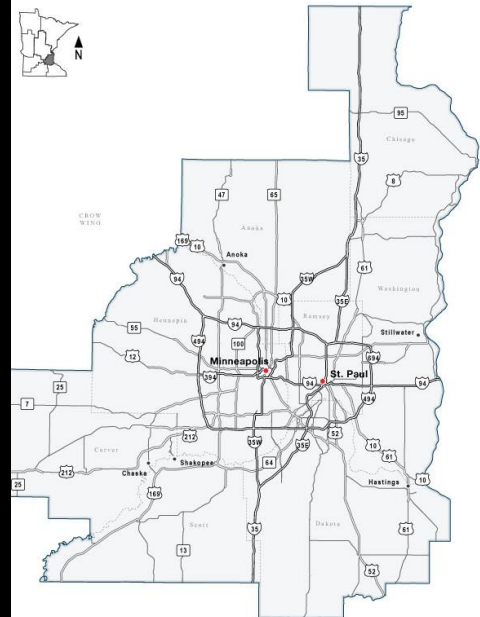 N
95
Chisago
35
8
47
65
CROW
WING
Anoka
169
10
Anoka
61
94
35W
10
35E
Washington
Hennepin
94
Ramsey
55
Stillwater
494
100
12
Minneapolis
694
394
St. Paul
94
94
25
494
7
212
35W
35E
52
10
Carver
64
61
212
Chaska
Shakopee
25
169
Hastings
10
Scott
35
Dakota
61
13
52